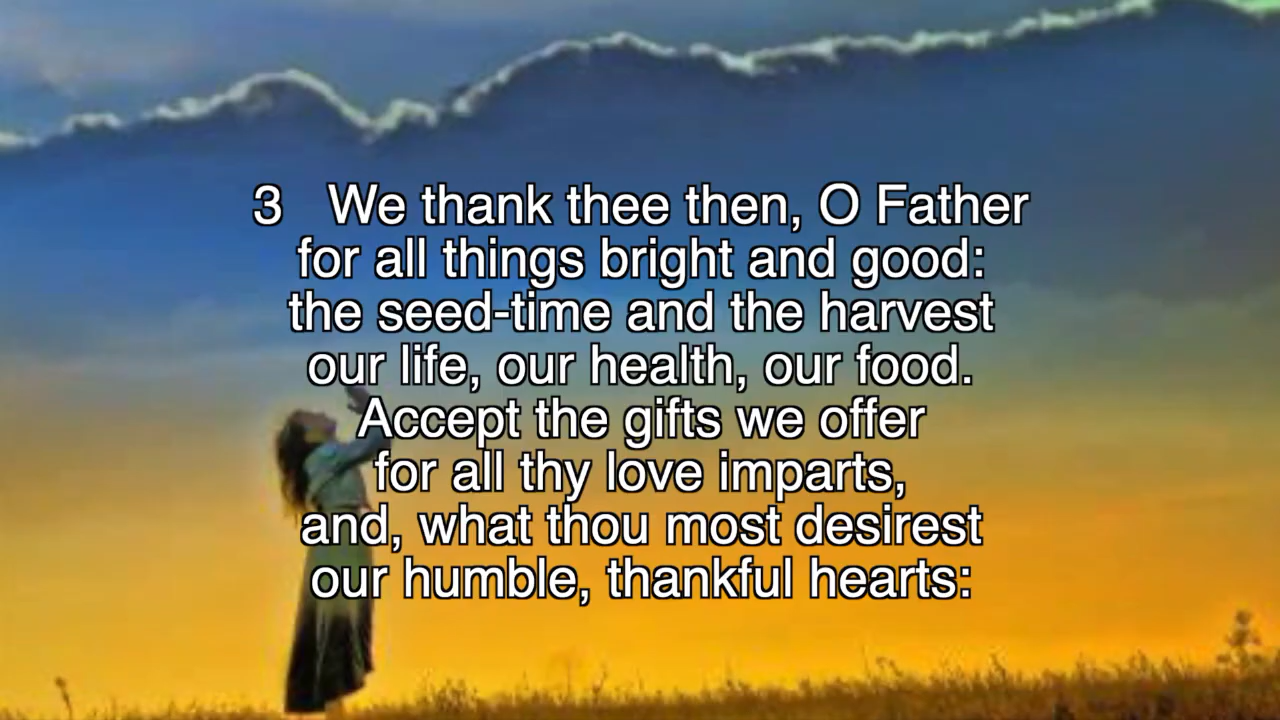 3 We thank thee then, O Father
for all things bright and good:
the seed-time and the harvest
our life, our health, our food.
Accept the gifts we offer
for all thy love imparts,
and, what thou most desirest
our humble, thankful hearts: